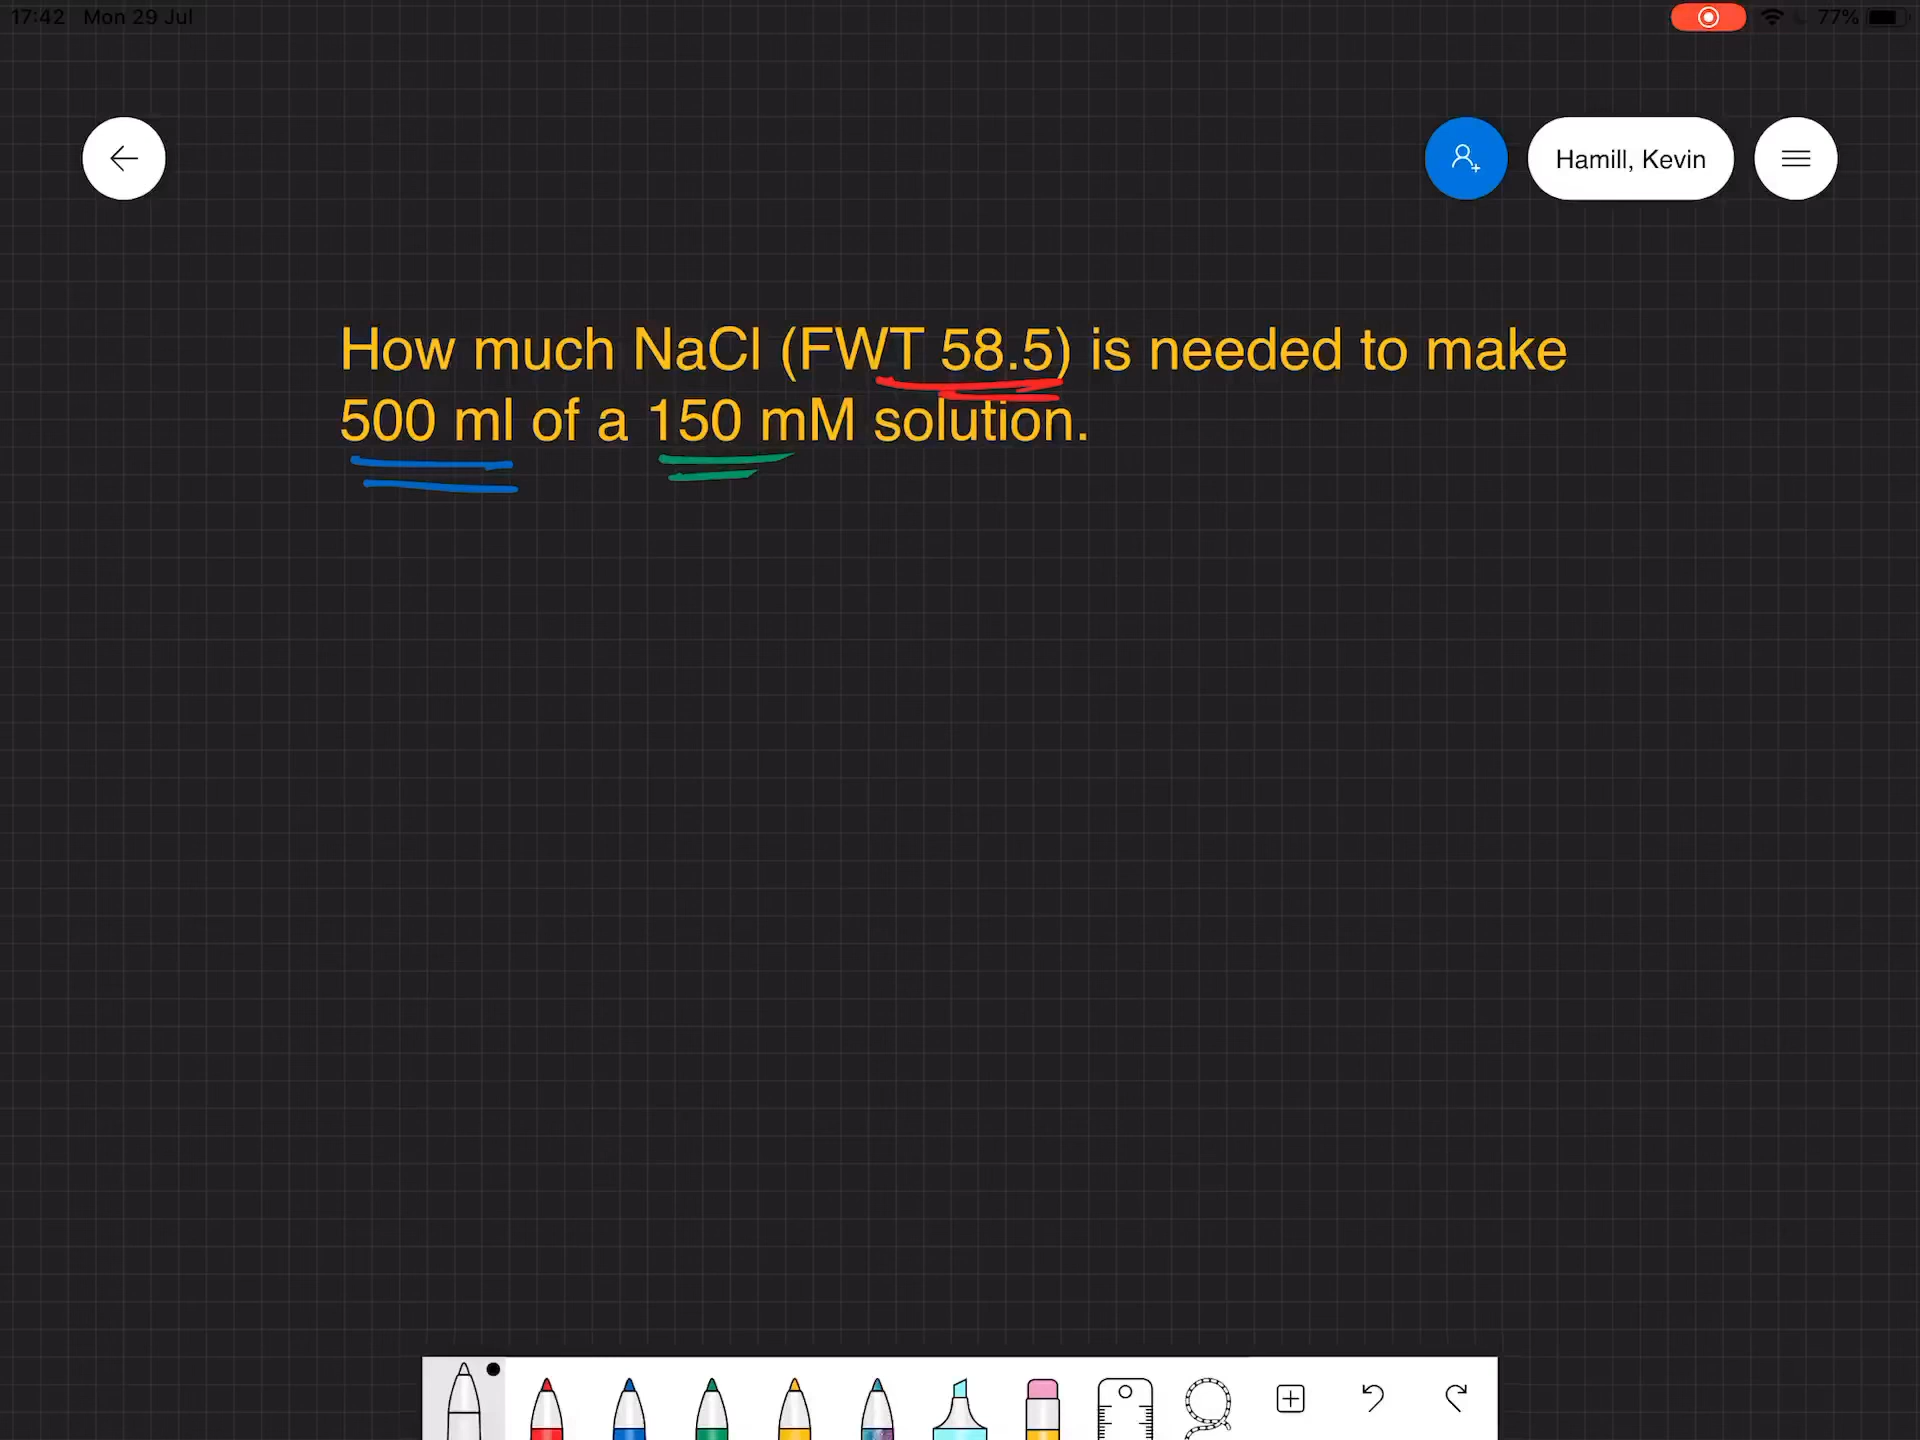 17:42 Mon 29 Jul
77%
Hamill, Kevin
How much NaCl (FWT 58.5) is needed to make
500 ml of a 150 mM solution.